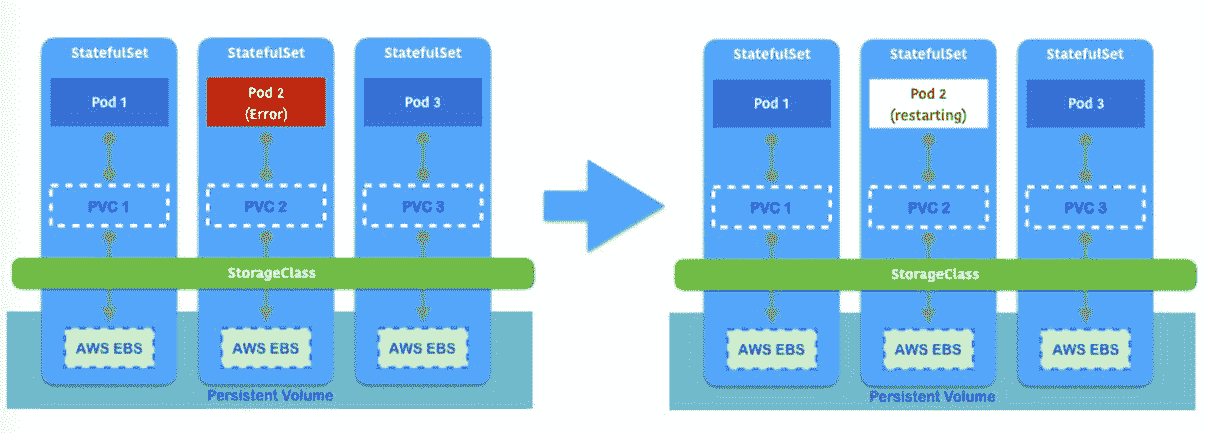 StatefulSet StatefulSet StatefulSet
Pod 1 Pod 2 Pod 3
(Error)
PVC 1 PVC 2 PVC 3
StorageClass
AWS EBS AWS EBS AWS EBS
Persistent Volume
StatefulSet StatefulSet StatefulSet
Pod 1 Pod 2 Pod 3
(restarting)
PVC 1 PVC 2 PVC 3
StorageClass
AWS EBS AWS EBS AWS EBS
Persistent Volume